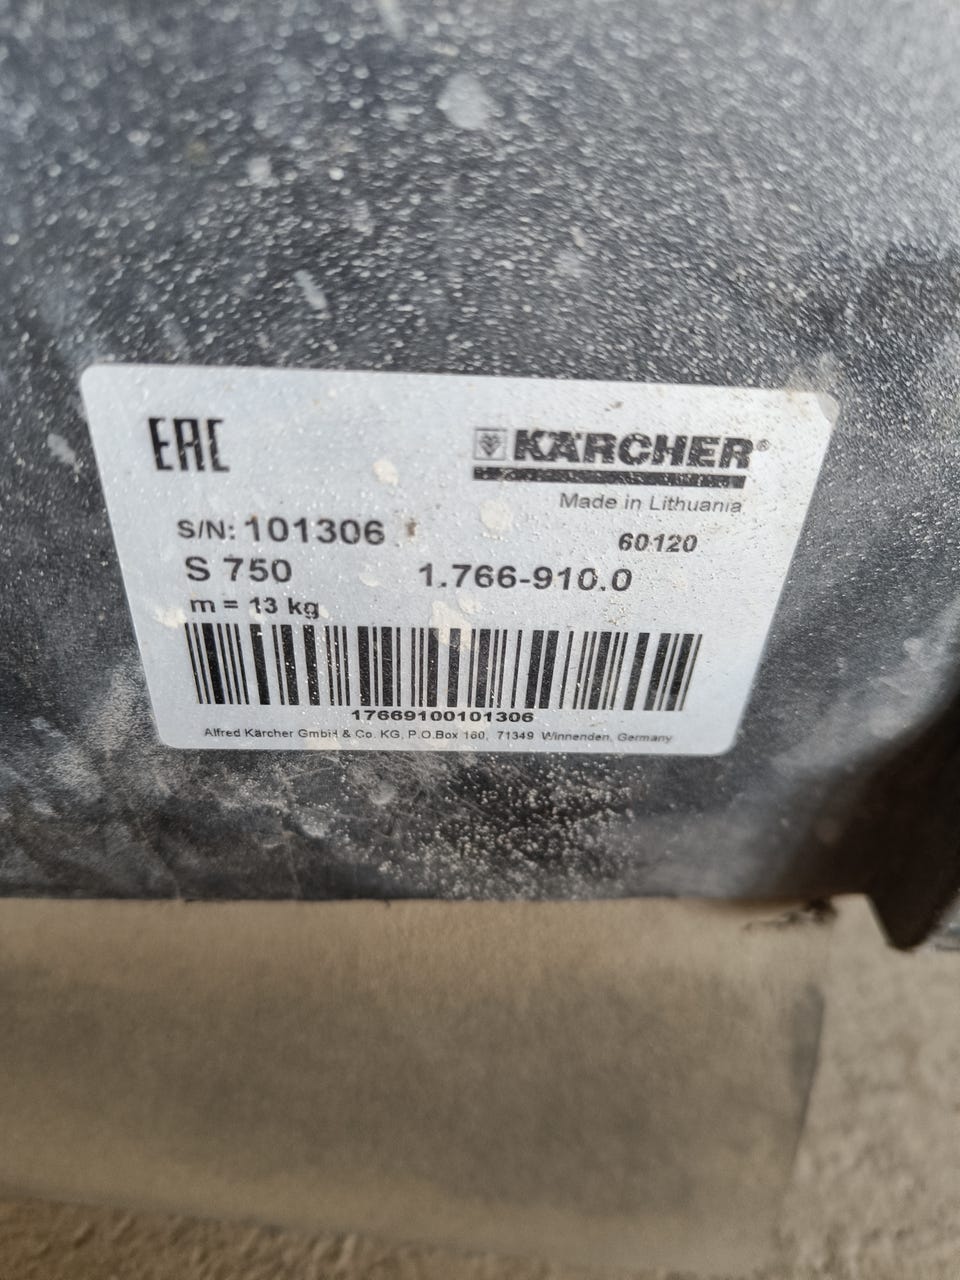 EAC
KÄRCHER®
Made in Lithuania
S/N: 101306
60120
S 750 1.766-910.0
m = 13 kg
17669100101306
Alfred Kärcher GmbH & Co. KG, P.O.Box 160, 71349 Winnenden, Germany